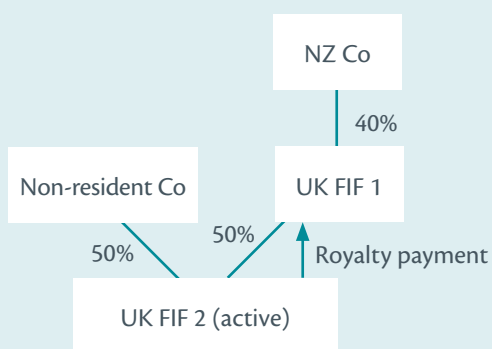 NZ Co
40%
Non-resident Co
UK FIF 1
50%
50%
Royalty payment
UK FIF 2 (active)